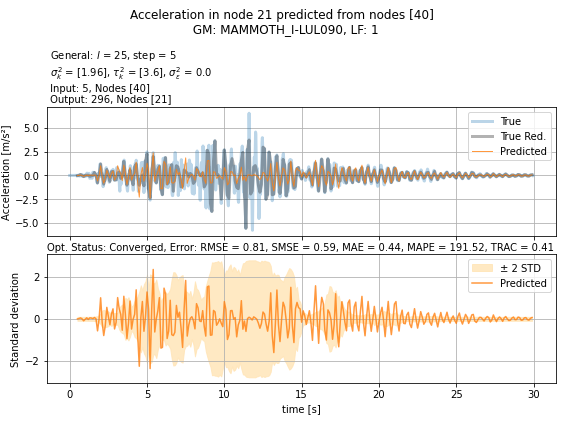 Acceleration in node 21 predicted from nodes [40]
GM: MAMMOTH_I-LUL090, LF: 1
General: l = 25, step = 5
σ²ₖ = [1.96], τ²ₖ = [3.6], σ²ε = 0.0
Input: 5, Nodes [40]
Output: 296, Nodes [21]
Acceleration [m/s²]
5.0
2.5
0.0
−2.5
−5.0
True
True Red.
Predicted
Opt. Status: Converged, Error: RMSE = 0.81, SMSE = 0.59, MAE = 0.44, MAPE = 191.52, TRAC = 0.41
Standard deviation
2
0
−2
± 2 STD
Predicted
0 5 10 15 20 25 30
time [s]